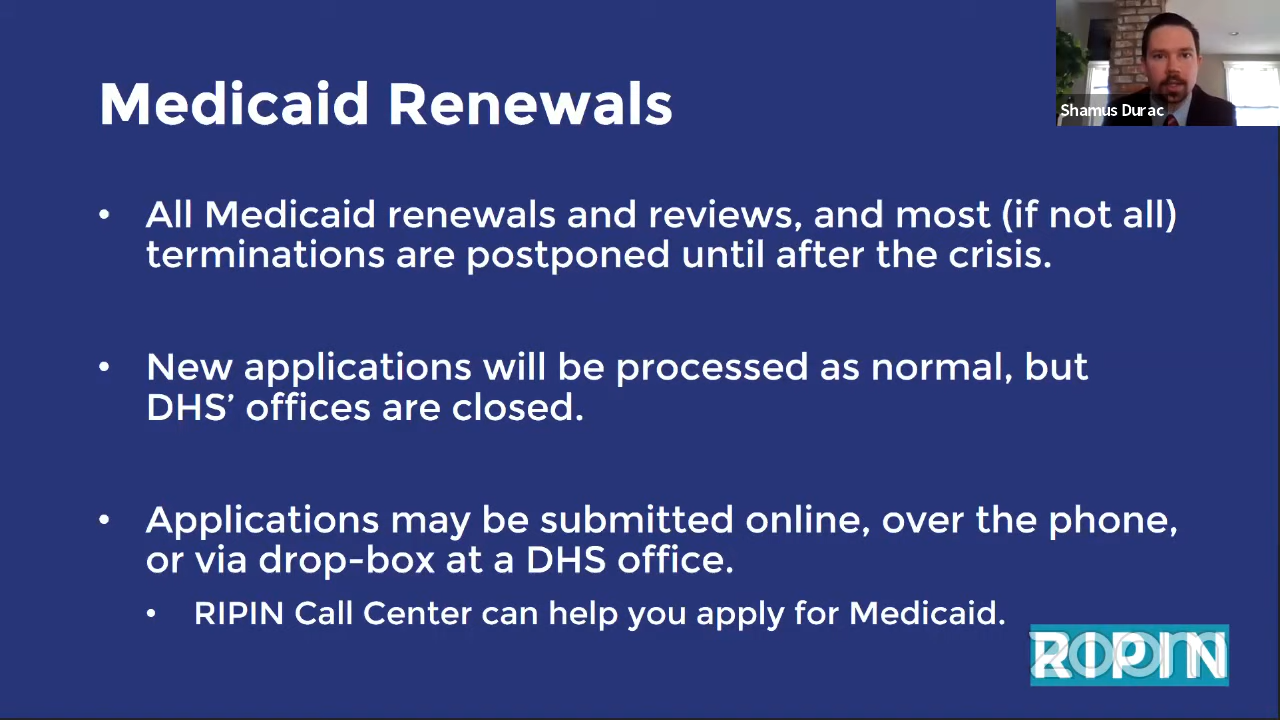 Medicaid Renewals
Shamus Durac
• All Medicaid renewals and reviews, and most (if not all)
terminations are postponed until after the crisis.
• New applications will be processed as normal, but
DHS’ offices are closed.
• Applications may be submitted online, over the phone,
or via drop-box at a DHS office.
• RIPIN Call Center can help you apply for Medicaid.
RIPIN
zoom